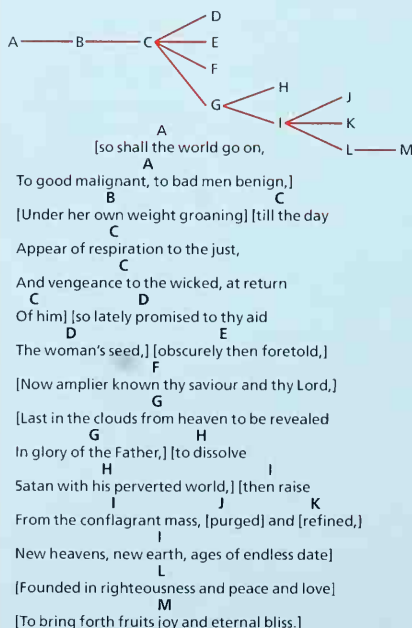 D
A B C E
F
H
G J
I K
L M
A
[so shall the world go on,
A
To good malignant, to bad men benign,]
B C
[Under her own weight groaning] [till the day
C
Appear of respiration to the just,
C
And vengeance to the wicked, at return
C D
Of him] [so lately promised to thy aid
D E
The woman's seed,] [obscurely then foretold,]
F
[Now amplier known thy saviour and thy Lord,]
G
[Last in the clouds from heaven to be revealed
G H
In glory of the Father,] [to dissolve
H I
Satan with his perverted world,] [then raise
I J K
From the conflagrant mass, [purged] and [refined,]
I
New heavens, new earth, ages of endless date]
L
[Founded in righteousness and peace and love]
M
[To bring forth fruits joy and eternal bliss.]